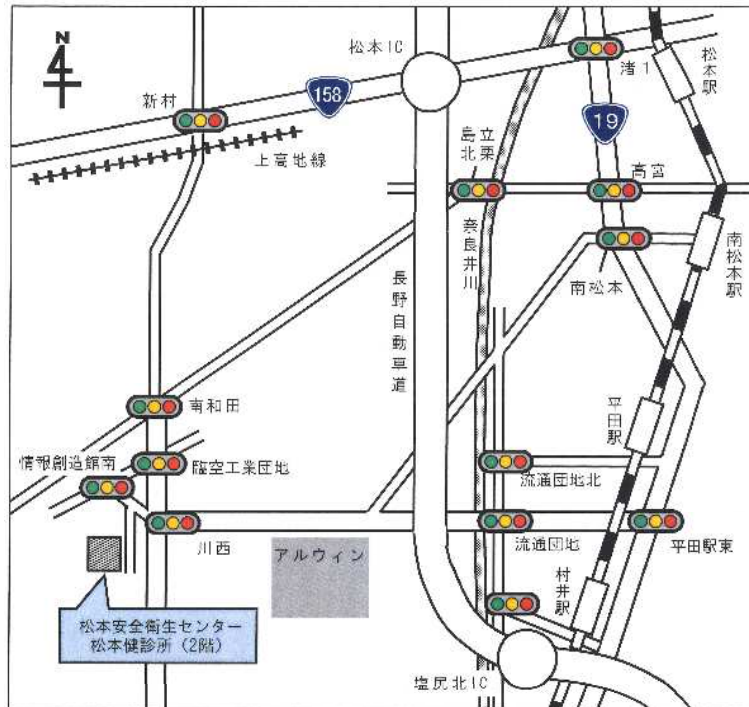 N
松本IC
渚1
松本駅
158
新村
19
上高地線
島立
北栗
高宮
奈良井川
南松本
南松本駅
長野自動車道
平田駅
南和田
情報創造館南
臨空工業団地
流通団地北
川西
アルウィン
流通団地
平田駅東
村井駅
松本安全衛生センター
松本健診所（2階）
塩尻北IC